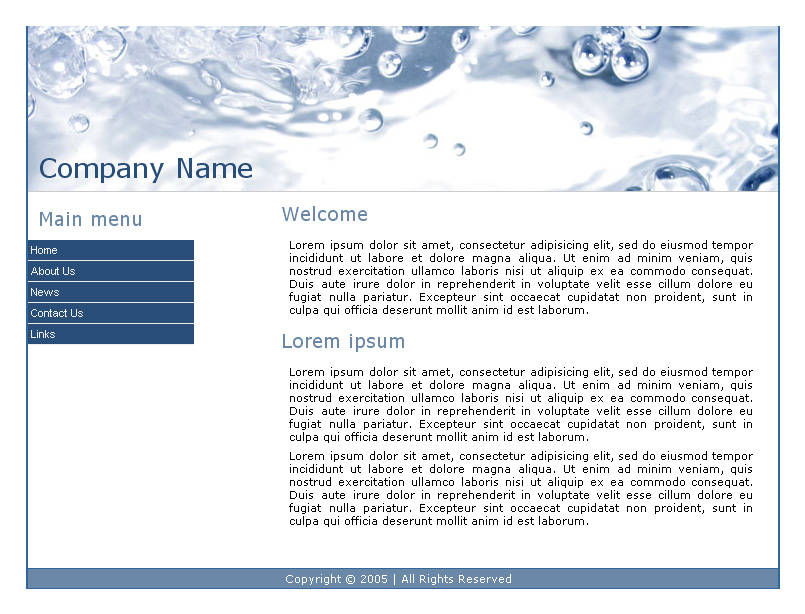 Company Name
Main menu
Home
About Us
News
Contact Us
Links
Welcome
Lorem ipsum dolor sit amet, consectetur adipisicing elit, sed do eiusmod tempor
incididunt ut labore et dolore magna aliqua. Ut enim ad minim veniam, quis
nostrud exercitation ullamco laboris nisi ut aliquip ex ea commodo consequat.
Duis aute irure dolor in reprehenderit in voluptate velit esse cillum dolore eu
fugiat nulla pariatur. Excepteur sint occaecat cupidatat non proident, sunt in
culpa qui officia deserunt mollit anim id est laborum.
Lorem ipsum
Lorem ipsum dolor sit amet, consectetur adipisicing elit, sed do eiusmod tempor
incididunt ut labore et dolore magna aliqua. Ut enim ad minim veniam, quis
nostrud exercitation ullamco laboris nisi ut aliquip ex ea commodo consequat.
Duis aute irure dolor in reprehenderit in voluptate velit esse cillum dolore eu
fugiat nulla pariatur. Excepteur sint occaecat cupidatat non proident, sunt in
culpa qui officia deserunt mollit anim id est laborum.
Lorem ipsum dolor sit amet, consectetur adipisicing elit, sed do eiusmod tempor
incididunt ut labore et dolore magna aliqua. Ut enim ad minim veniam, quis
nostrud exercitation ullamco laboris nisi ut aliquip ex ea commodo consequat.
Duis aute irure dolor in reprehenderit in voluptate velit esse cillum dolore eu
fugiat nulla pariatur. Excepteur sint occaecat cupidatat non proident, sunt in
culpa qui officia deserunt mollit anim id est laborum.
Copyright © 2005 | All Rights Reserved